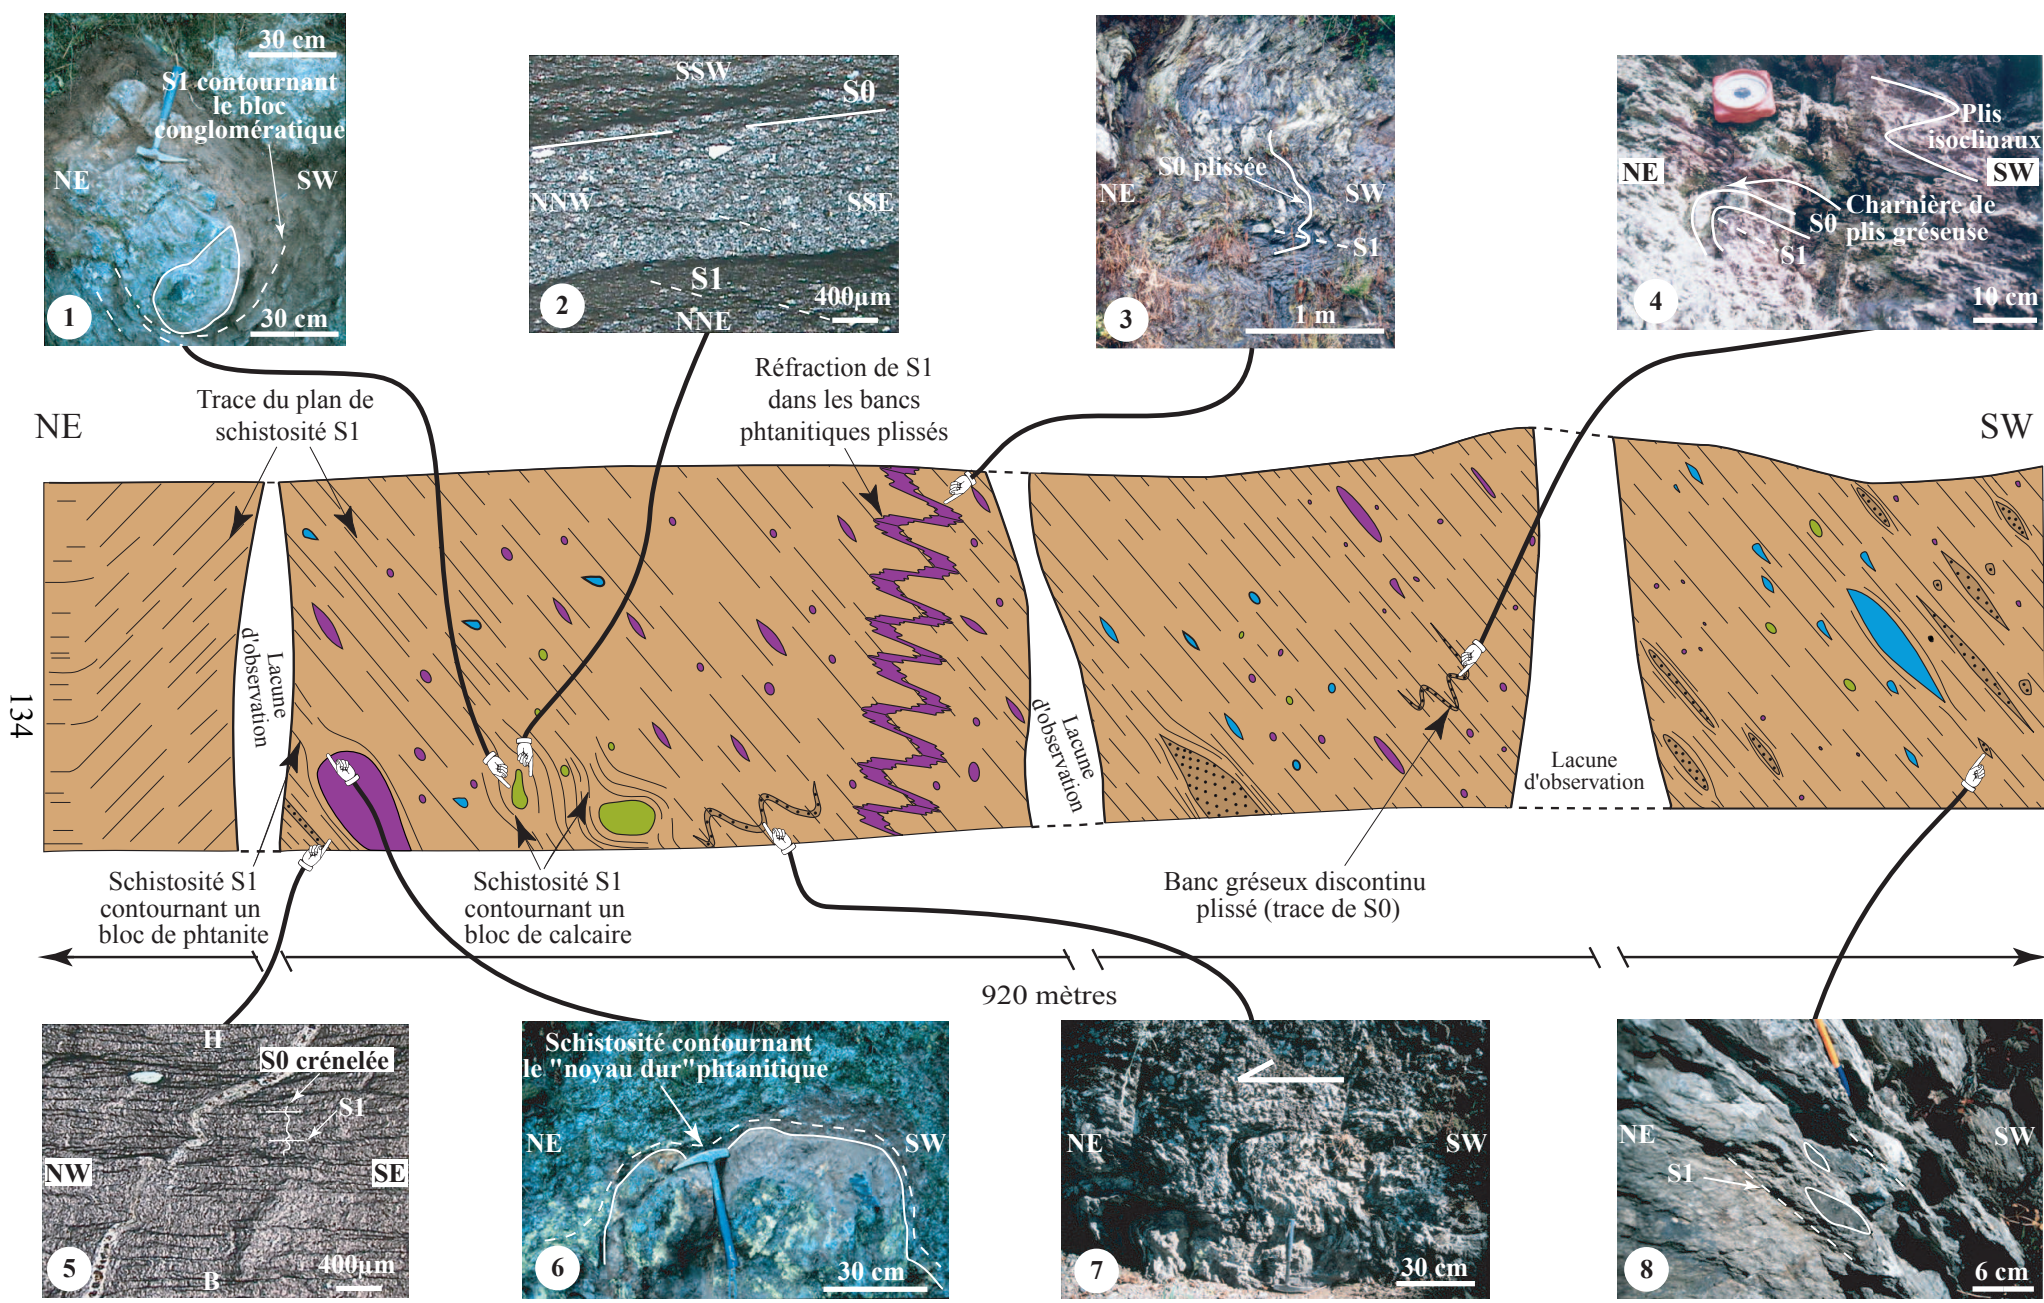 30 cm
S1 contournant
le bloc
conglomératique
NE
SW
1
30 cm
SSW
S0
NNW
SSE
S1
400µm
2
NNE
S0 plissée
NE
SW
S1
3
1 m
Plis
isoclinaux
NE
SW
Charnière de
plis gréseuse
S0
S1
4
10 cm
NE
Trace du plan de
schistosité S1
Réfraction de S1
dans les bancs
phtanitiques plissés
SW
Lacune
d'observation
Lacune
d'observation
Lacune
d'observation
134
Schistosité S1
contournant un
bloc de phtanite
Schistosité S1
contournant un
bloc de calcaire
Banc gréseux discontinu
plissé (trace de S0)
920 mètres
H
S0 crénelée
S1
NW
SE
5
400µm
B
Schistosité contournant
le "noyau dur"phtanitique
NE
SW
6
30 cm
NE
SW
7
30 cm
NE
SW
S1
8
6 cm